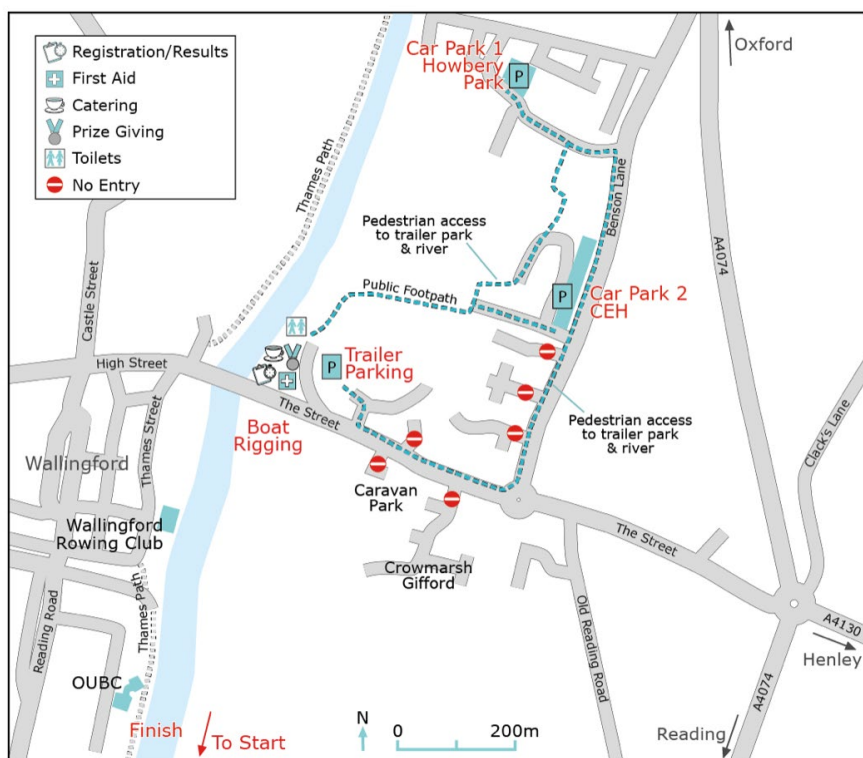 Registration/Results
First Aid
Catering
Prize Giving
Toilets
No Entry
Car Park 1
Howbery
Park
P
Oxford
Thames Path
Benson Lane
A4074
Pedestrian access
to trailer park
& river
Public Footpath
P
Car Park 2
CEH
Castle Street
High Street
P
Trailer
Parking
The Street
Boat
Rigging
Pedestrian access
to trailer park
& river
Clack's Lane
Thames Street
Wallingford
Caravan
Park
Wallingford
Rowing Club
The Street
Crowmarsh
Gifford
Thames Path
Reading Road
Old Reading Road
A4130
Henley
OUBC
A4074
Finish
To Start
N
0
200m
Reading